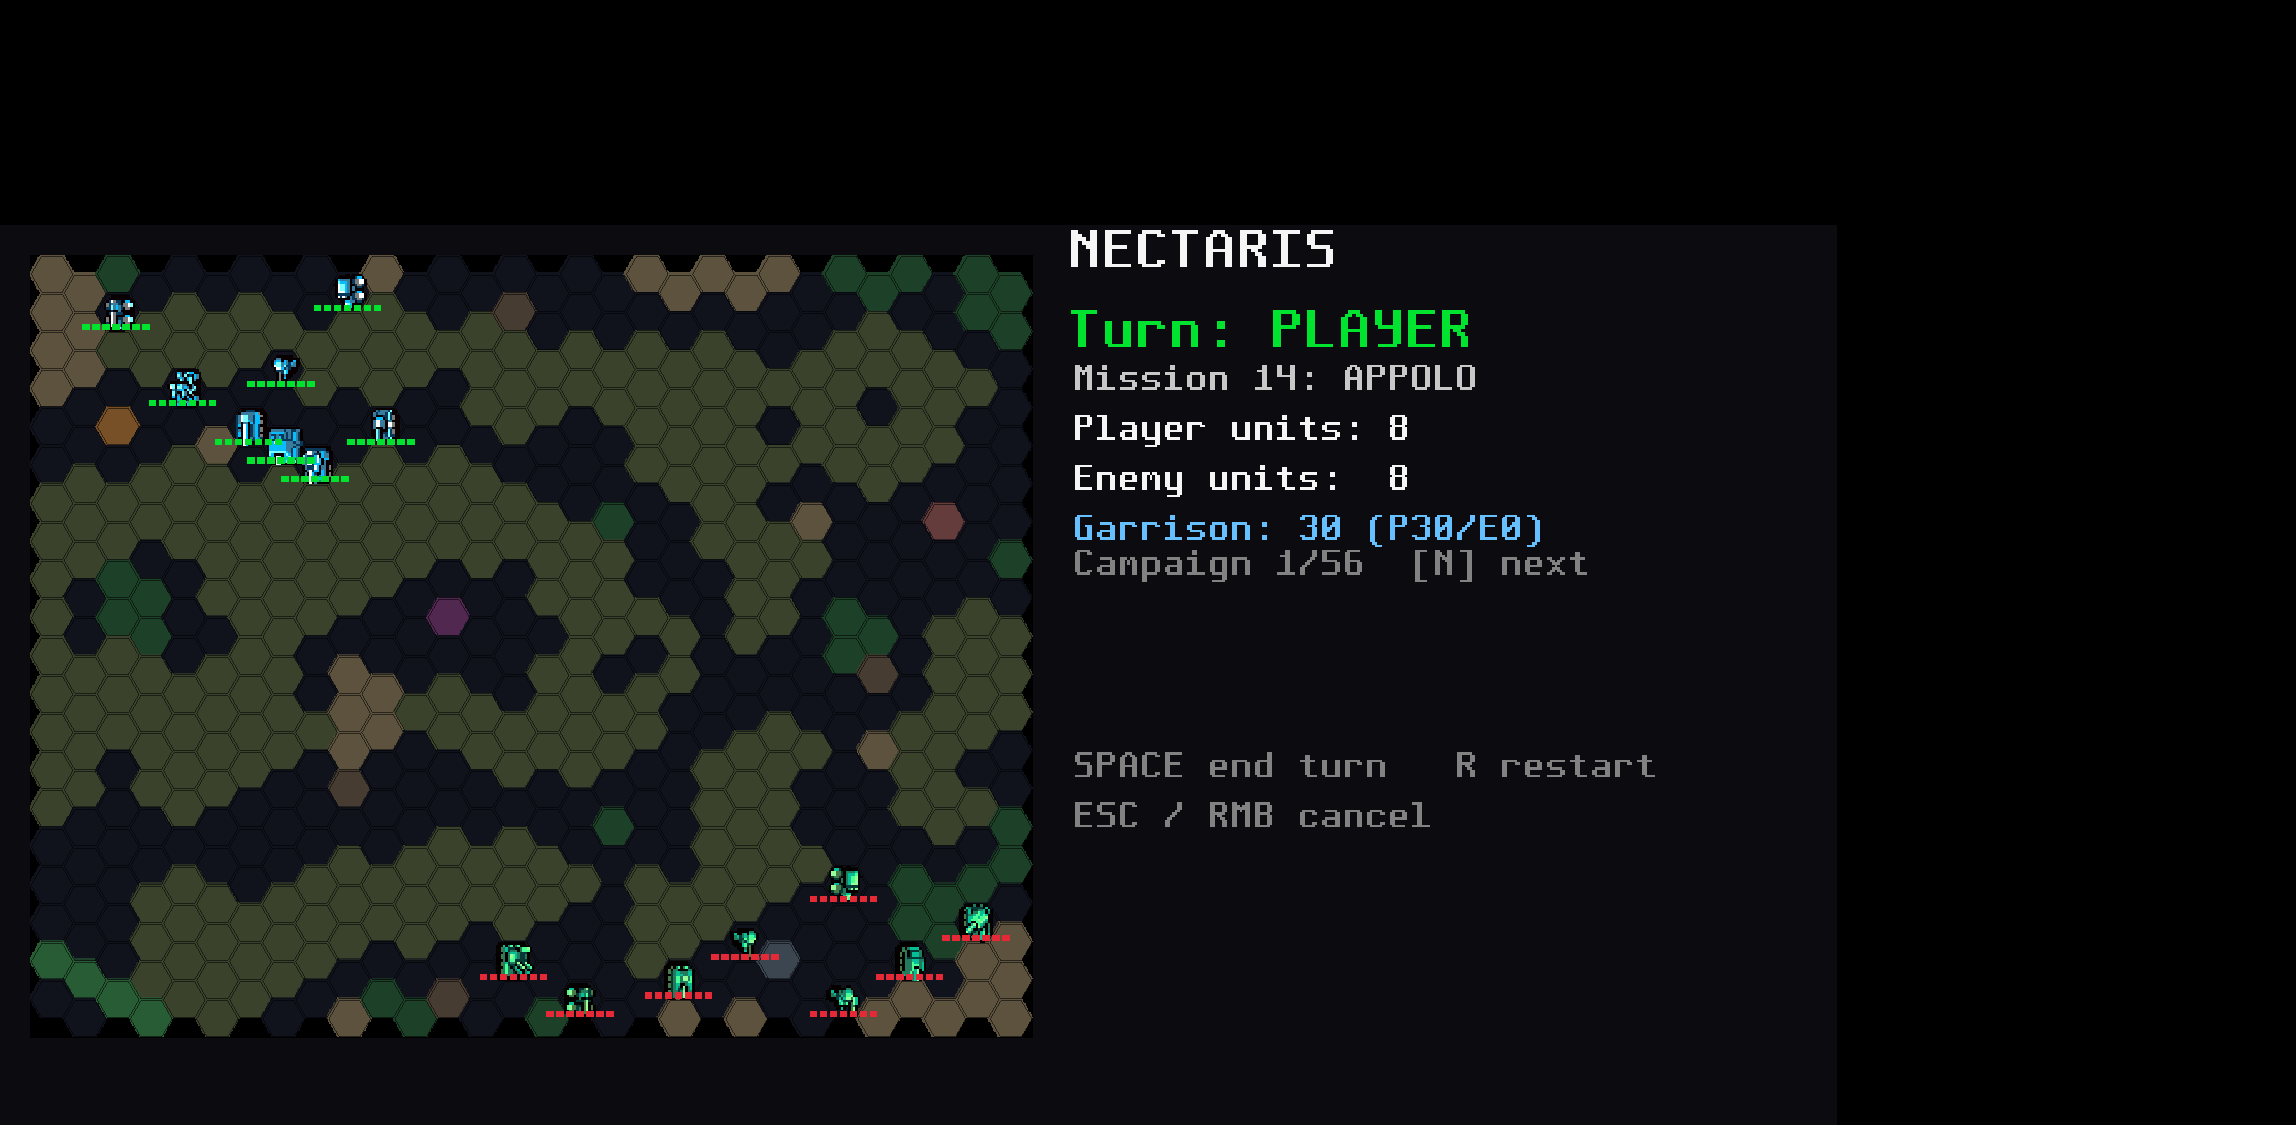 NECTARIS
Turn: PLAYER
Mission 14: APPOLO
Player units: 8
Enemy units:  8
Garrison: 30 (P30/E0)
Campaign 1/56  [N] next
SPACE end turn   R restart
ESC / RMB cancel